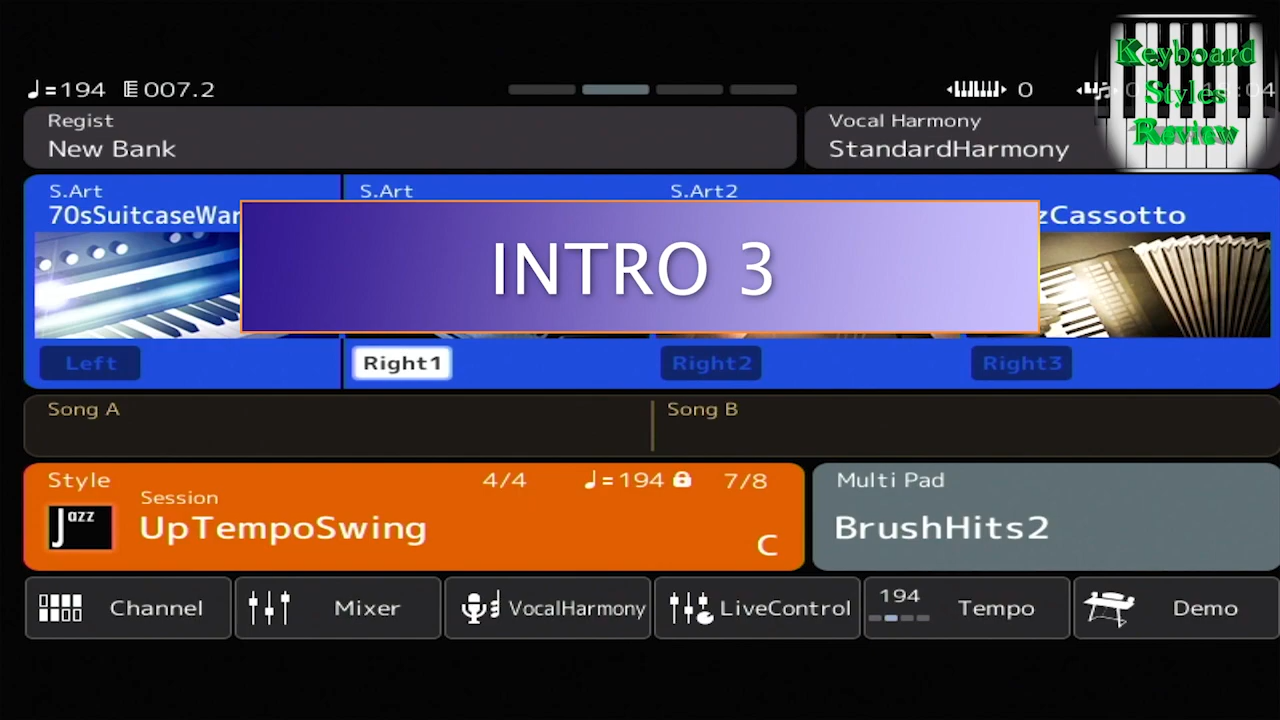 ♩=194 007.2
0
Keyboard
Styles
Review
Regist
New Bank
Vocal Harmony
StandardHarmony
S.Art
S.Art
S.Art2
INTRO 3
Left
Right1
Right2
Right3
Song A
Song B
Style
4/4
♩=194
7/8
Session
Jazz
UpTempoSwing
C
Multi Pad
BrushHits2
Channel
Mixer
VocalHarmony
LiveControl
194
Tempo
Demo